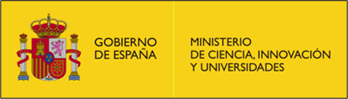 GOBIERNO
DE ESPAÑA
MINISTERIO
DE CIENCIA, INNOVACIÓN
Y UNIVERSIDADES